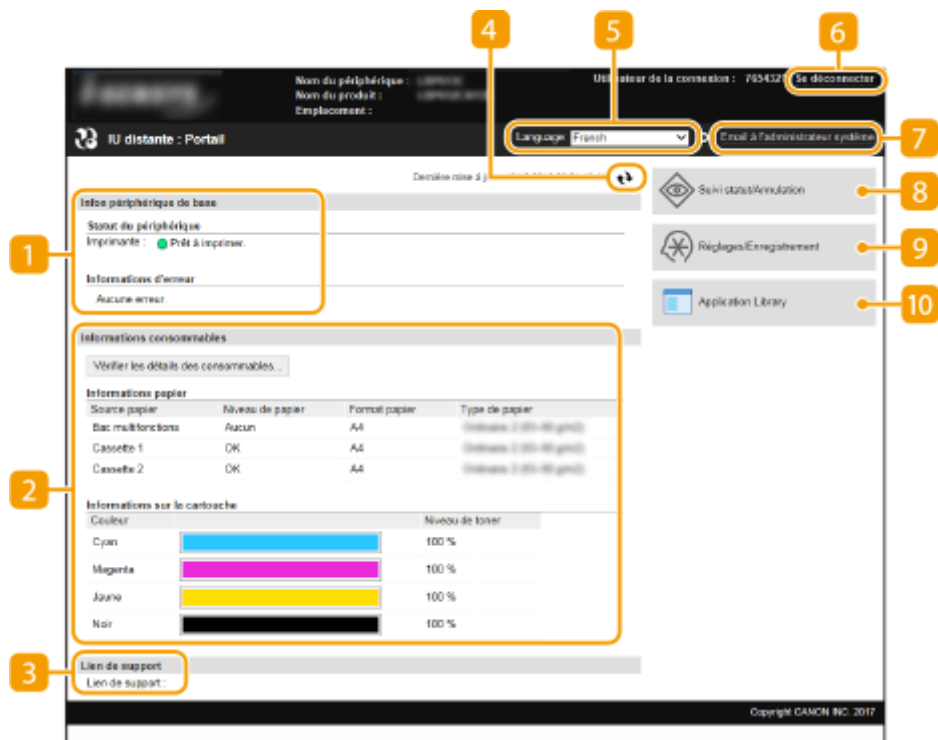 4
5
6
Nom du périphérique :
Nom du produit :
Emplacement :
Utilisateur de la connexion : 7654321 Se déconnecter
IU distante : Portail
Language: French
Email à l'administrateur système
7
Dernière mise à
Infos périphérique de base
Statut du périphérique
Imprimante : Prêt à imprimer.
Informations d'erreur
Aucune erreur.
1
Suivi statut/Annulation
8
Réglages/Enregistrement
9
Application Library
10
Informations consommables
Vérifier les détails des consommables...
Informations papier
Source papier Niveau de papier Format papier Type de papier
Bac multifonctions Aucun A4
Cassette 1 OK A4
Cassette 2 OK A4
2
Informations sur la cartouche
Couleur Niveau de toner
Cyan 100 %
Magenta 100 %
Jaune 100 %
Noir 100 %
3
Lien de support
Lien de support :
Copyright CANON INC. 2017